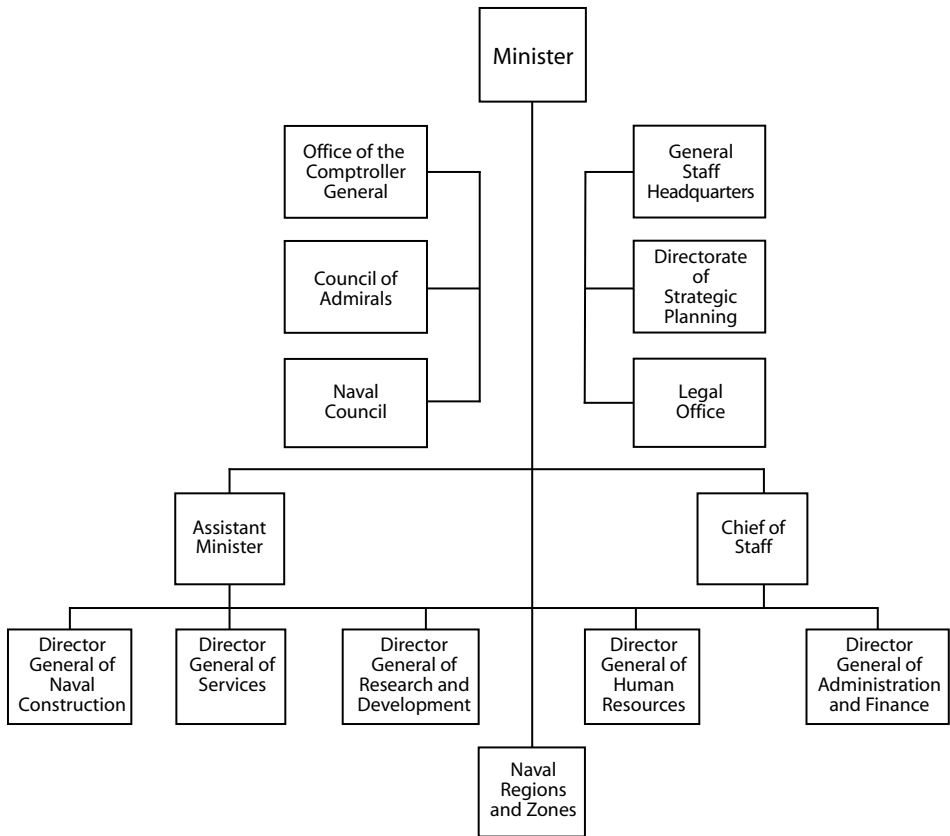 Minister
Office of the
Comptroller
General
General
Staff
Headquarters
Council of
Admirals
Directorate
of
Strategic
Planning
Naval
Council
Legal
Office
Assistant
Minister
Chief of
Staff
Director
General of
Naval
Construction
Director
General of
Services
Director
General of
Research and
Development
Director
General of
Human
Resources
Director
General of
Administration
and Finance
Naval
Regions
and Zones